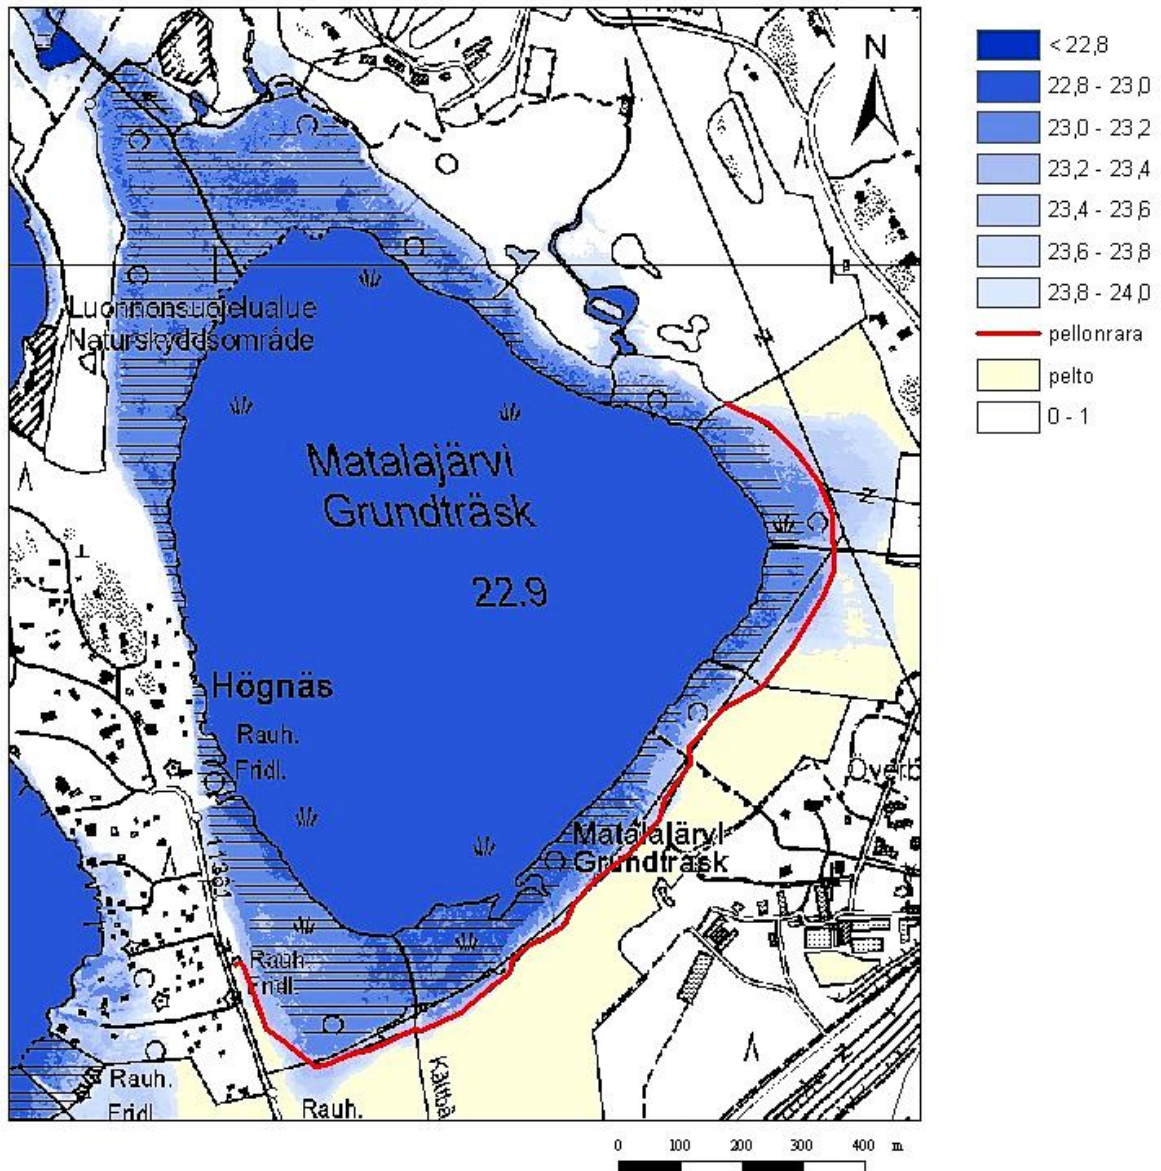 N
Luonnonsuojelualue
Naturskyddsområde
Matalajärvi
Grundträsk
22.9
Högnäs
Rauh.
Fridl.
Överb
Matalajärvi
Grundträsk
Rauh.
Fridl.
Rauh.
Fridl.
Rauh.
< 22,8
22,8 - 23,0
23,0 - 23,2
23,2 - 23,4
23,4 - 23,6
23,6 - 23,8
23,8 - 24,0
pellonrara
pelto
0 - 1
0 100 200 300 400 m